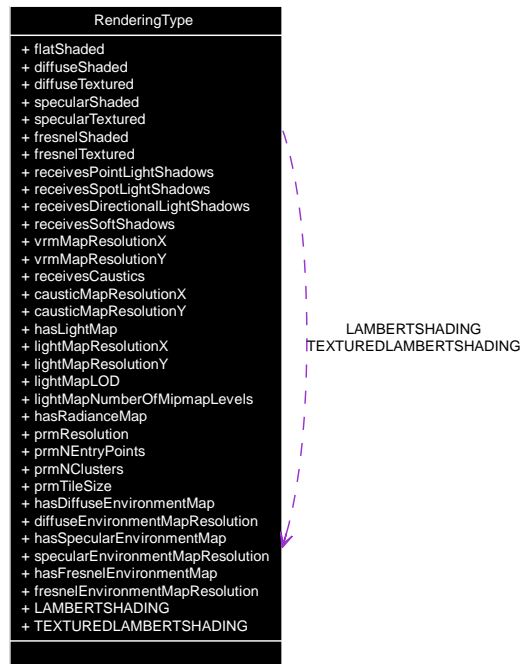 RenderingType
+ flatShaded
+ diffuseShaded
+ diffuseTextured
+ specularShaded
+ specularTextured
+ fresnelShaded
+ fresnelTextured
+ receivesPointLightShadows
+ receivesSpotLightShadows
+ receivesDirectionalLightShadows
+ receivesSoftShadows
+ vrmMapResolutionX
+ vrmMapResolutionY
+ receivesCaustics
+ causticMapResolutionX
+ causticMapResolutionY
+ hasLightMap
+ lightMapResolutionX
+ lightMapResolutionY
+ lightMapLOD
+ lightMapNumberOfMipmapLevels
+ hasRadianceMap
+ prmResolution
+ prmNEntryPoints
+ prmNClusters
+ prmTileSize
+ hasDiffuseEnvironmentMap
+ diffuseEnvironmentMapResolution
+ hasSpecularEnvironmentMap
+ specularEnvironmentMapResolution
+ hasFresnelEnvironmentMap
+ fresnelEnvironmentMapResolution
+ LAMBERTSHADING
+ TEXTUREDLAMBERTSHADING
LAMBERTSHADING
TEXTUREDLAMBERTSHADING